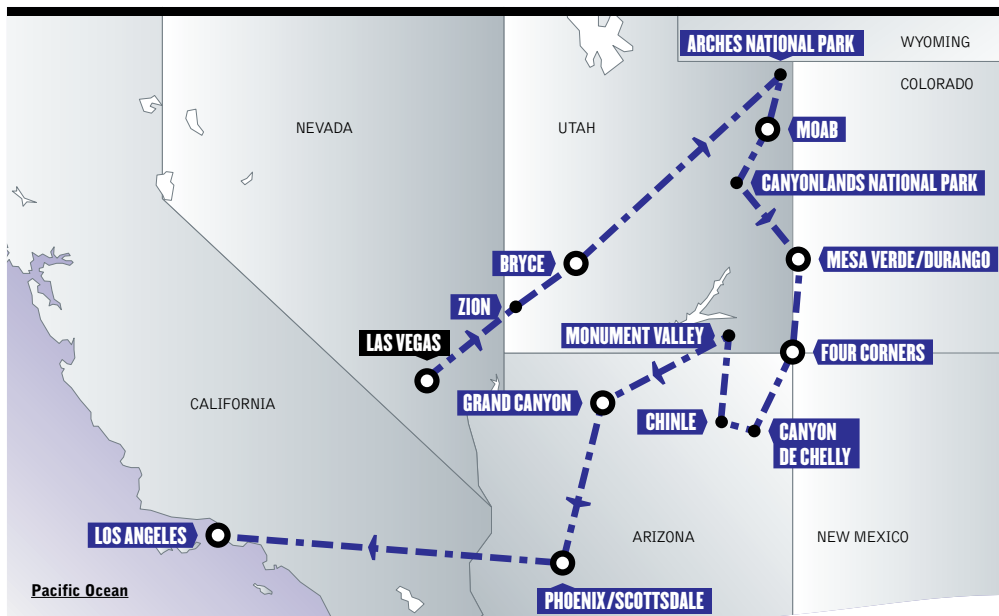 ARCHES NATIONAL PARK
WYOMING
COLORADO
NEVADA
UTAH
MOAB
CANYONLANDS NATIONAL PARK
BRYCE
MESA VERDE/DURANGO
ZION
LAS VEGAS
MONUMENT VALLEY
FOUR CORNERS
GRAND CANYON
CALIFORNIA
CHINLE
CANYON
DE CHELLY
LOS ANGELES
ARIZONA
NEW MEXICO
Pacific Ocean
PHOENIX/SCOTTSDALE